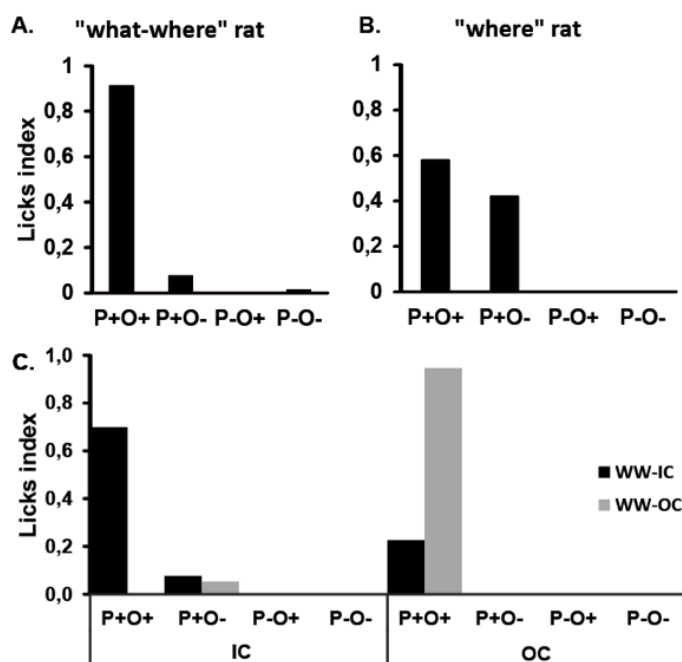 A. "what-where" rat
B. "where" rat
Licks index
1
0,8
0,6
0,4
0,2
0
P+O+ P+O- P-O+ P-O-
1
0,8
0,6
0,4
0,2
0
P+O+ P+O- P-O+ P-O-
C.
Licks index
1,0
0,8
0,6
0,4
0,2
0,0
WW-IC
WW-OC
P+O+ P+O- P-O+ P-O- P+O+ P+O- P-O+ P-O-
IC OC